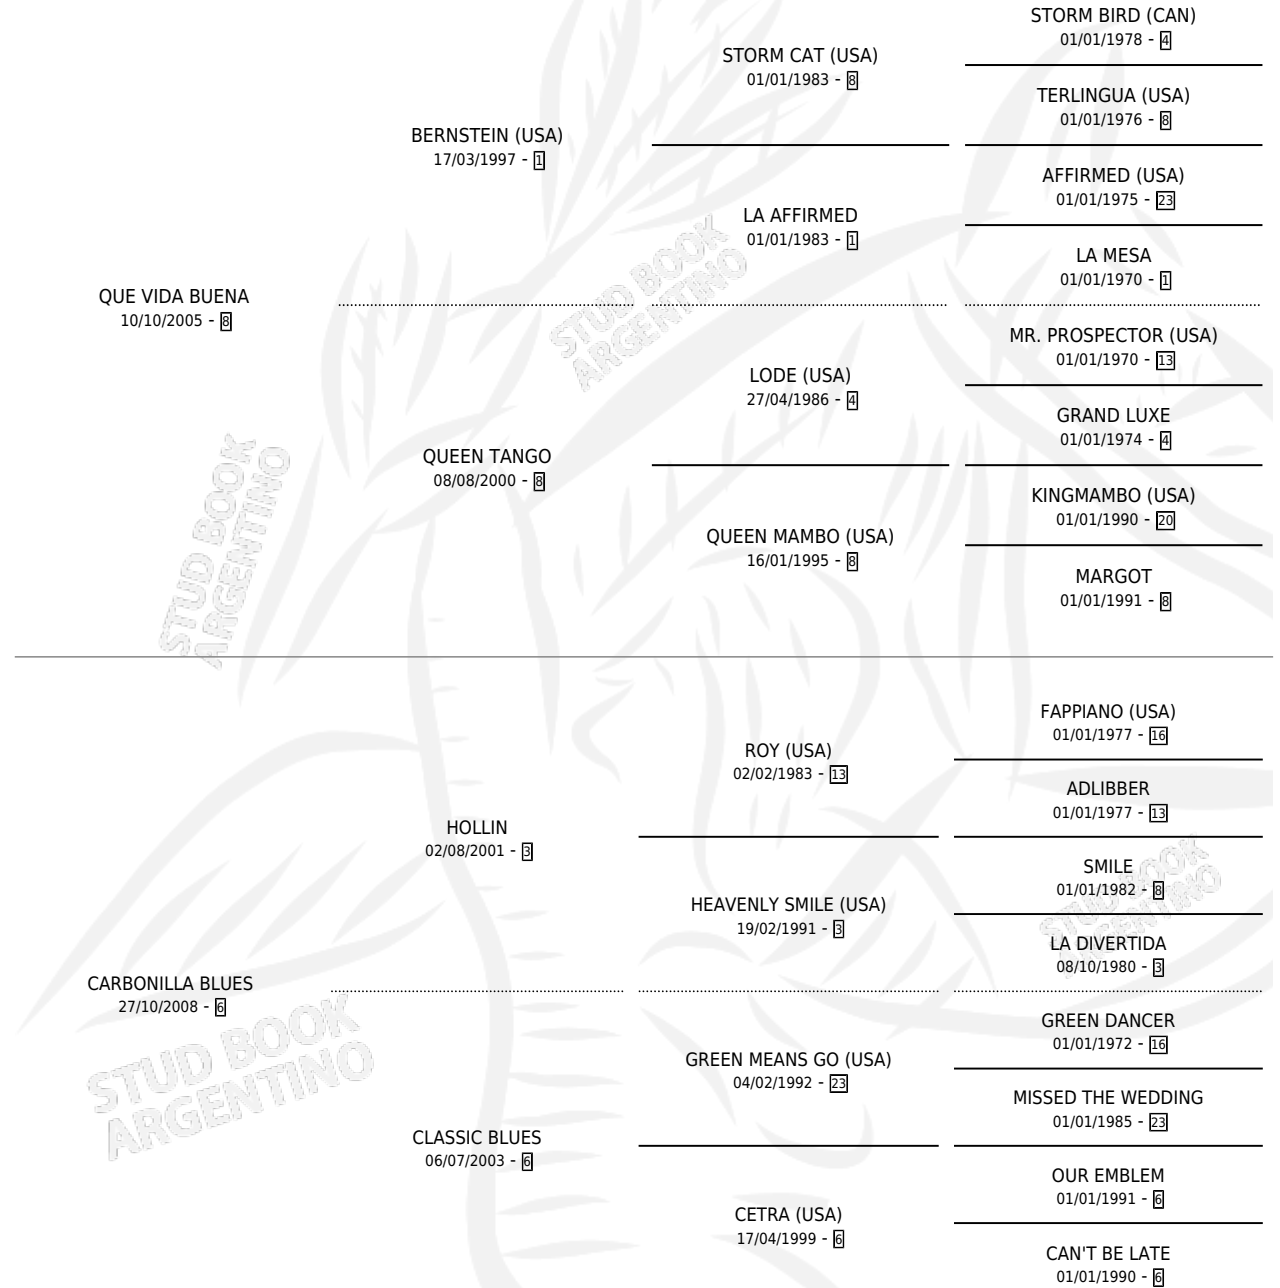 STORM BIRD (CAN)
01/01/1978 - 4
STORM CAT (USA)
01/01/1983 - 8
TERLINGUA (USA)
01/01/1976 - 8
BERNSTEIN (USA)
17/03/1997 - 1
AFFIRMED (USA)
01/01/1975 - 23
LA AFFIRMED
01/01/1983 - 1
LA MESA
01/01/1970 - 1
QUE VIDA BUENA
10/10/2005 - 8
MR. PROSPECTOR (USA)
01/01/1970 - 13
LODE (USA)
27/04/1986 - 4
GRAND LUXE
01/01/1974 - 4
QUEEN TANGO
08/08/2000 - 8
KINGMAMBO (USA)
01/01/1990 - 20
QUEEN MAMBO (USA)
16/01/1995 - 8
MARGOT
01/01/1991 - 8
STUD BOOK
ARGENTINO
STUD BOOK
ARGENTINO
FAPPIANO (USA)
01/01/1977 - 16
ROY (USA)
02/02/1983 - 13
ADLIBBER
01/01/1977 - 13
HOLLIN
02/08/2001 - 3
SMILE
01/01/1982 - 8
HEAVENLY SMILE (USA)
19/02/1991 - 3
LA DIVERTIDA
08/10/1980 - 3
STUD BOOK
ARGENTINO
CARBONILLA BLUES
27/10/2008 - 6
GREEN DANCER
01/01/1972 - 16
GREEN MEANS GO (USA)
04/02/1992 - 23
MISSED THE WEDDING
01/01/1985 - 23
STUD BOOK
ARGENTINO
CLASSIC BLUES
06/07/2003 - 6
OUR EMBLEM
01/01/1991 - 6
CETRA (USA)
17/04/1999 - 6
CAN'T BE LATE
01/01/1990 - 6